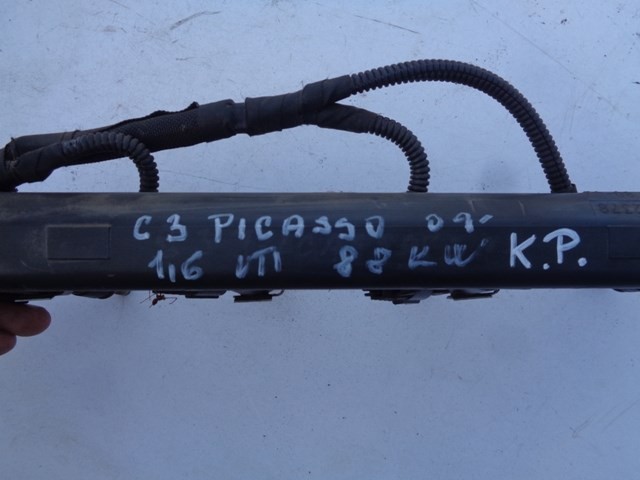 C3 PICASSO 09-
1,6 VTI 88 KW K.P.